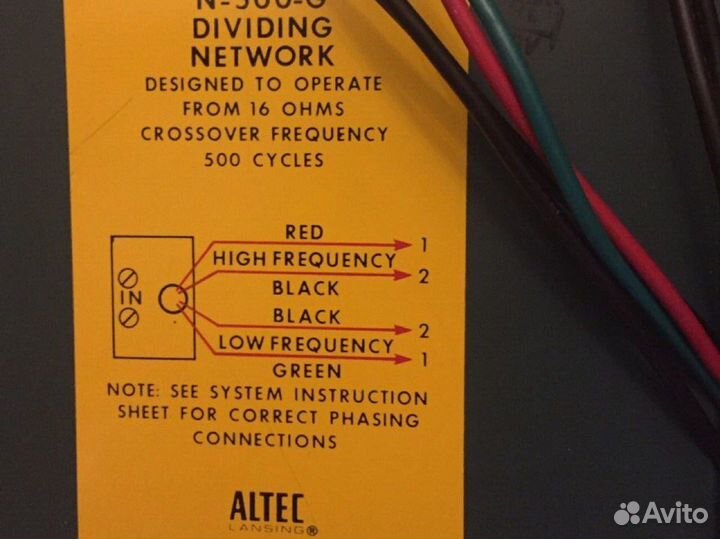 N-500-G
DIVIDING
NETWORK
DESIGNED TO OPERATE
FROM 16 OHMS
CROSSOVER FREQUENCY
500 CYCLES
RED
1
HIGH FREQUENCY
2
BLACK
IN
BLACK
2
LOW FREQUENCY
1
GREEN
NOTE: SEE SYSTEM INSTRUCTION
SHEET FOR CORRECT PHASING
CONNECTIONS
ALTEC
LANSING®
Avito